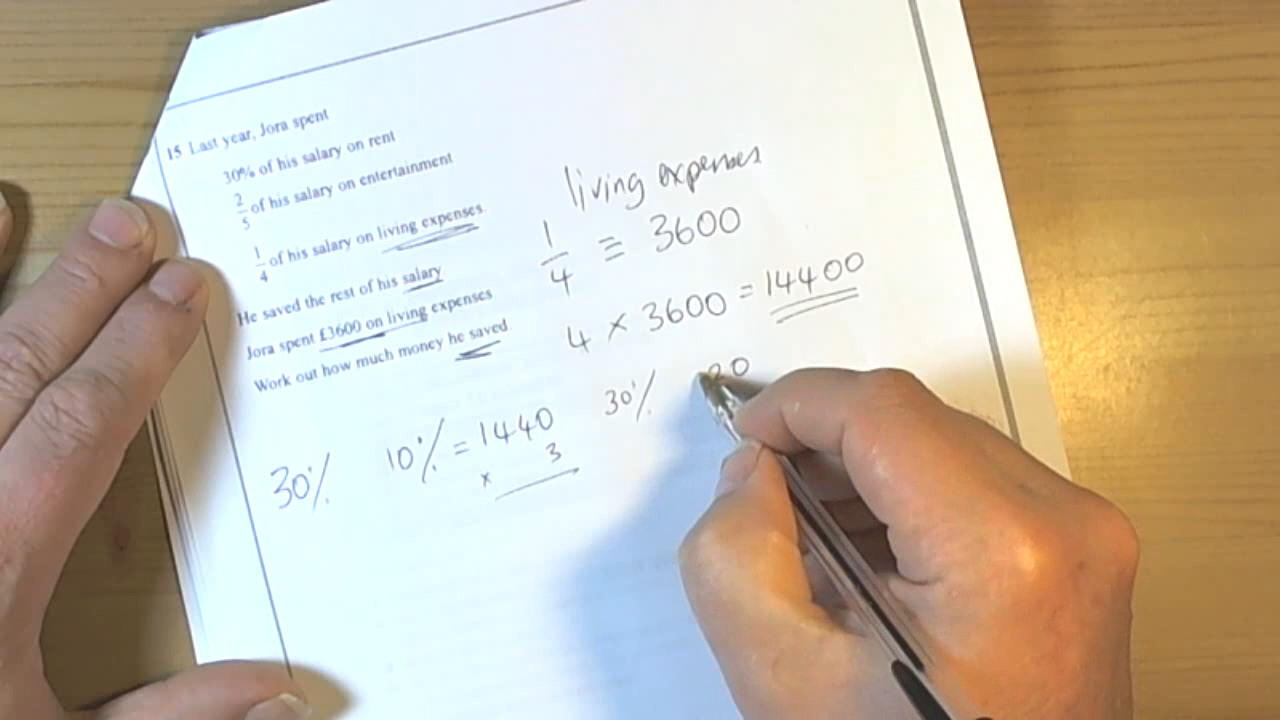 15 Last year, Jora spent
30% of his salary on rent
2/5 of his salary on entertainment
1/4 of his salary on living expenses.
He saved the rest of his salary
Jora spent £3600 on living expenses
Work out how much money he saved
living expenses
1/4 ≡ 3600
4 × 3600 = 14400
30%
10% = 1440
× 3
30% 20